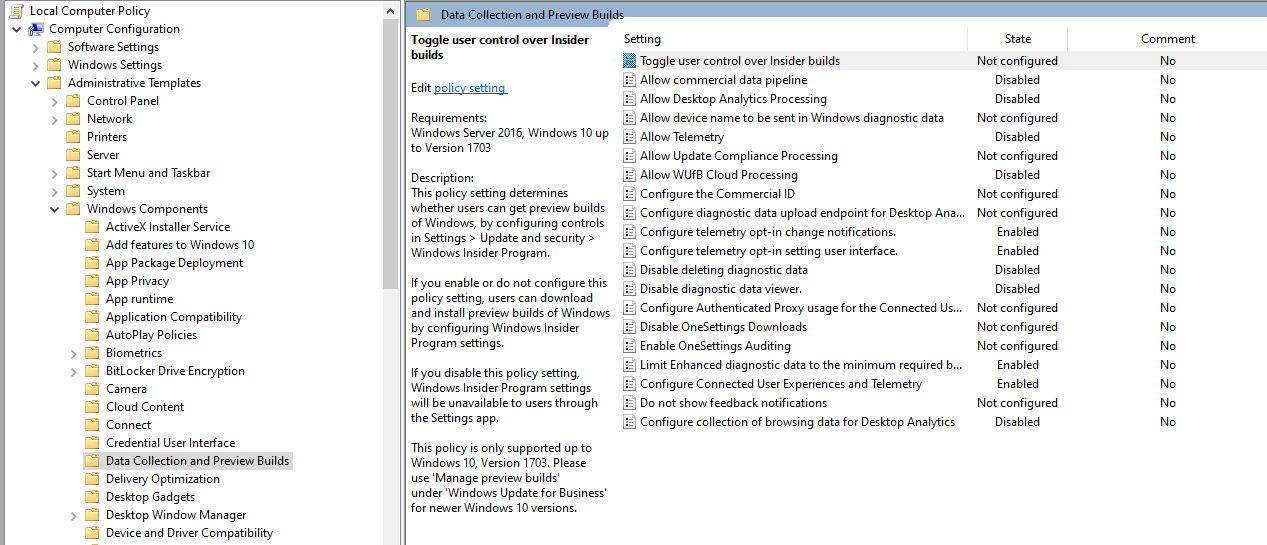 Local Computer Policy
Computer Configuration
Software Settings
Windows Settings
Administrative Templates
Control Panel
Network
Printers
Server
Start Menu and Taskbar
System
Windows Components
ActiveX Installer Service
Add features to Windows 10
App Package Deployment
App Privacy
App runtime
Application Compatibility
AutoPlay Policies
Biometrics
BitLocker Drive Encryption
Camera
Cloud Content
Connect
Credential User Interface
Data Collection and Preview Builds
Delivery Optimization
Desktop Gadgets
Desktop Window Manager
Device and Driver Compatibility
Data Collection and Preview Builds
Toggle user control over Insider
builds
Edit policy setting
Requirements:
Windows Server 2016, Windows 10 up
to Version 1703
Description:
This policy setting determines
whether users can get preview builds
of Windows, by configuring controls
in Settings > Update and security >
Windows Insider Program.
If you enable or do not configure this
policy setting, users can download
and install preview builds of Windows
by configuring Windows Insider
Program settings.
If you disable this policy setting,
Windows Insider Program settings
will be unavailable to users through
the Settings app.
This policy is only supported up to
Windows 10, Version 1703. Please
use 'Manage preview builds'
under 'Windows Update for Business'
for newer Windows 10 versions.
Setting State Comment
Toggle user control over Insider builds Not configured No
Allow commercial data pipeline Disabled No
Allow Desktop Analytics Processing Disabled No
Allow device name to be sent in Windows diagnostic data Not configured No
Allow Telemetry Disabled No
Allow Update Compliance Processing Not configured No
Allow WUfB Cloud Processing Disabled No
Configure the Commercial ID Not configured No
Configure diagnostic data upload endpoint for Desktop Ana... Not configured No
Configure telemetry opt-in change notifications. Enabled No
Configure telemetry opt-in setting user interface. Enabled No
Disable deleting diagnostic data Disabled No
Disable diagnostic data viewer. Disabled No
Configure Authenticated Proxy usage for the Connected Us... Not configured No
Disable OneSettings Downloads Not configured No
Enable OneSettings Auditing Not configured No
Limit Enhanced diagnostic data to the minimum required b... Enabled No
Configure Connected User Experiences and Telemetry Enabled No
Do not show feedback notifications Not configured No
Configure collection of browsing data for Desktop Analytics Disabled No